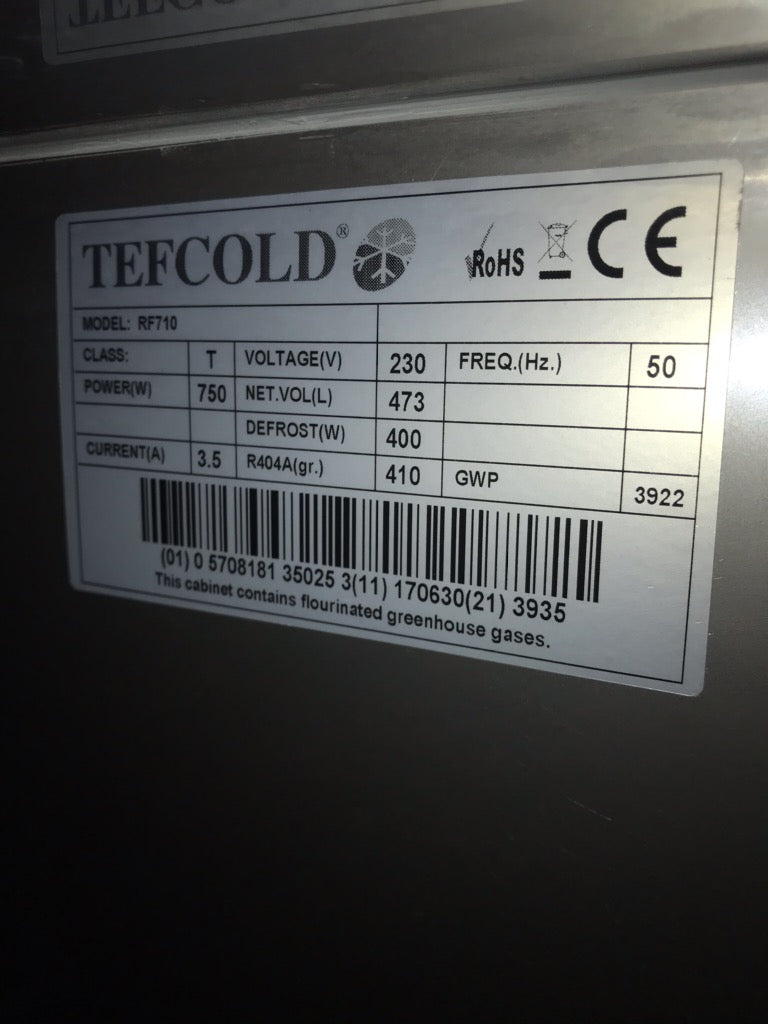 TEFCOLD®
RoHS CE
MODEL: RF710
CLASS: T VOLTAGE(V) 230 FREQ.(Hz.) 50
POWER(W) 750 NET.VOL(L) 473
DEFROST(W) 400
CURRENT(A) 3.5 R404A(gr.) 410 GWP 3922
(01) 0 5708181 35025 3(11) 170630(21) 3935
This cabinet contains flourinated greenhouse gases.